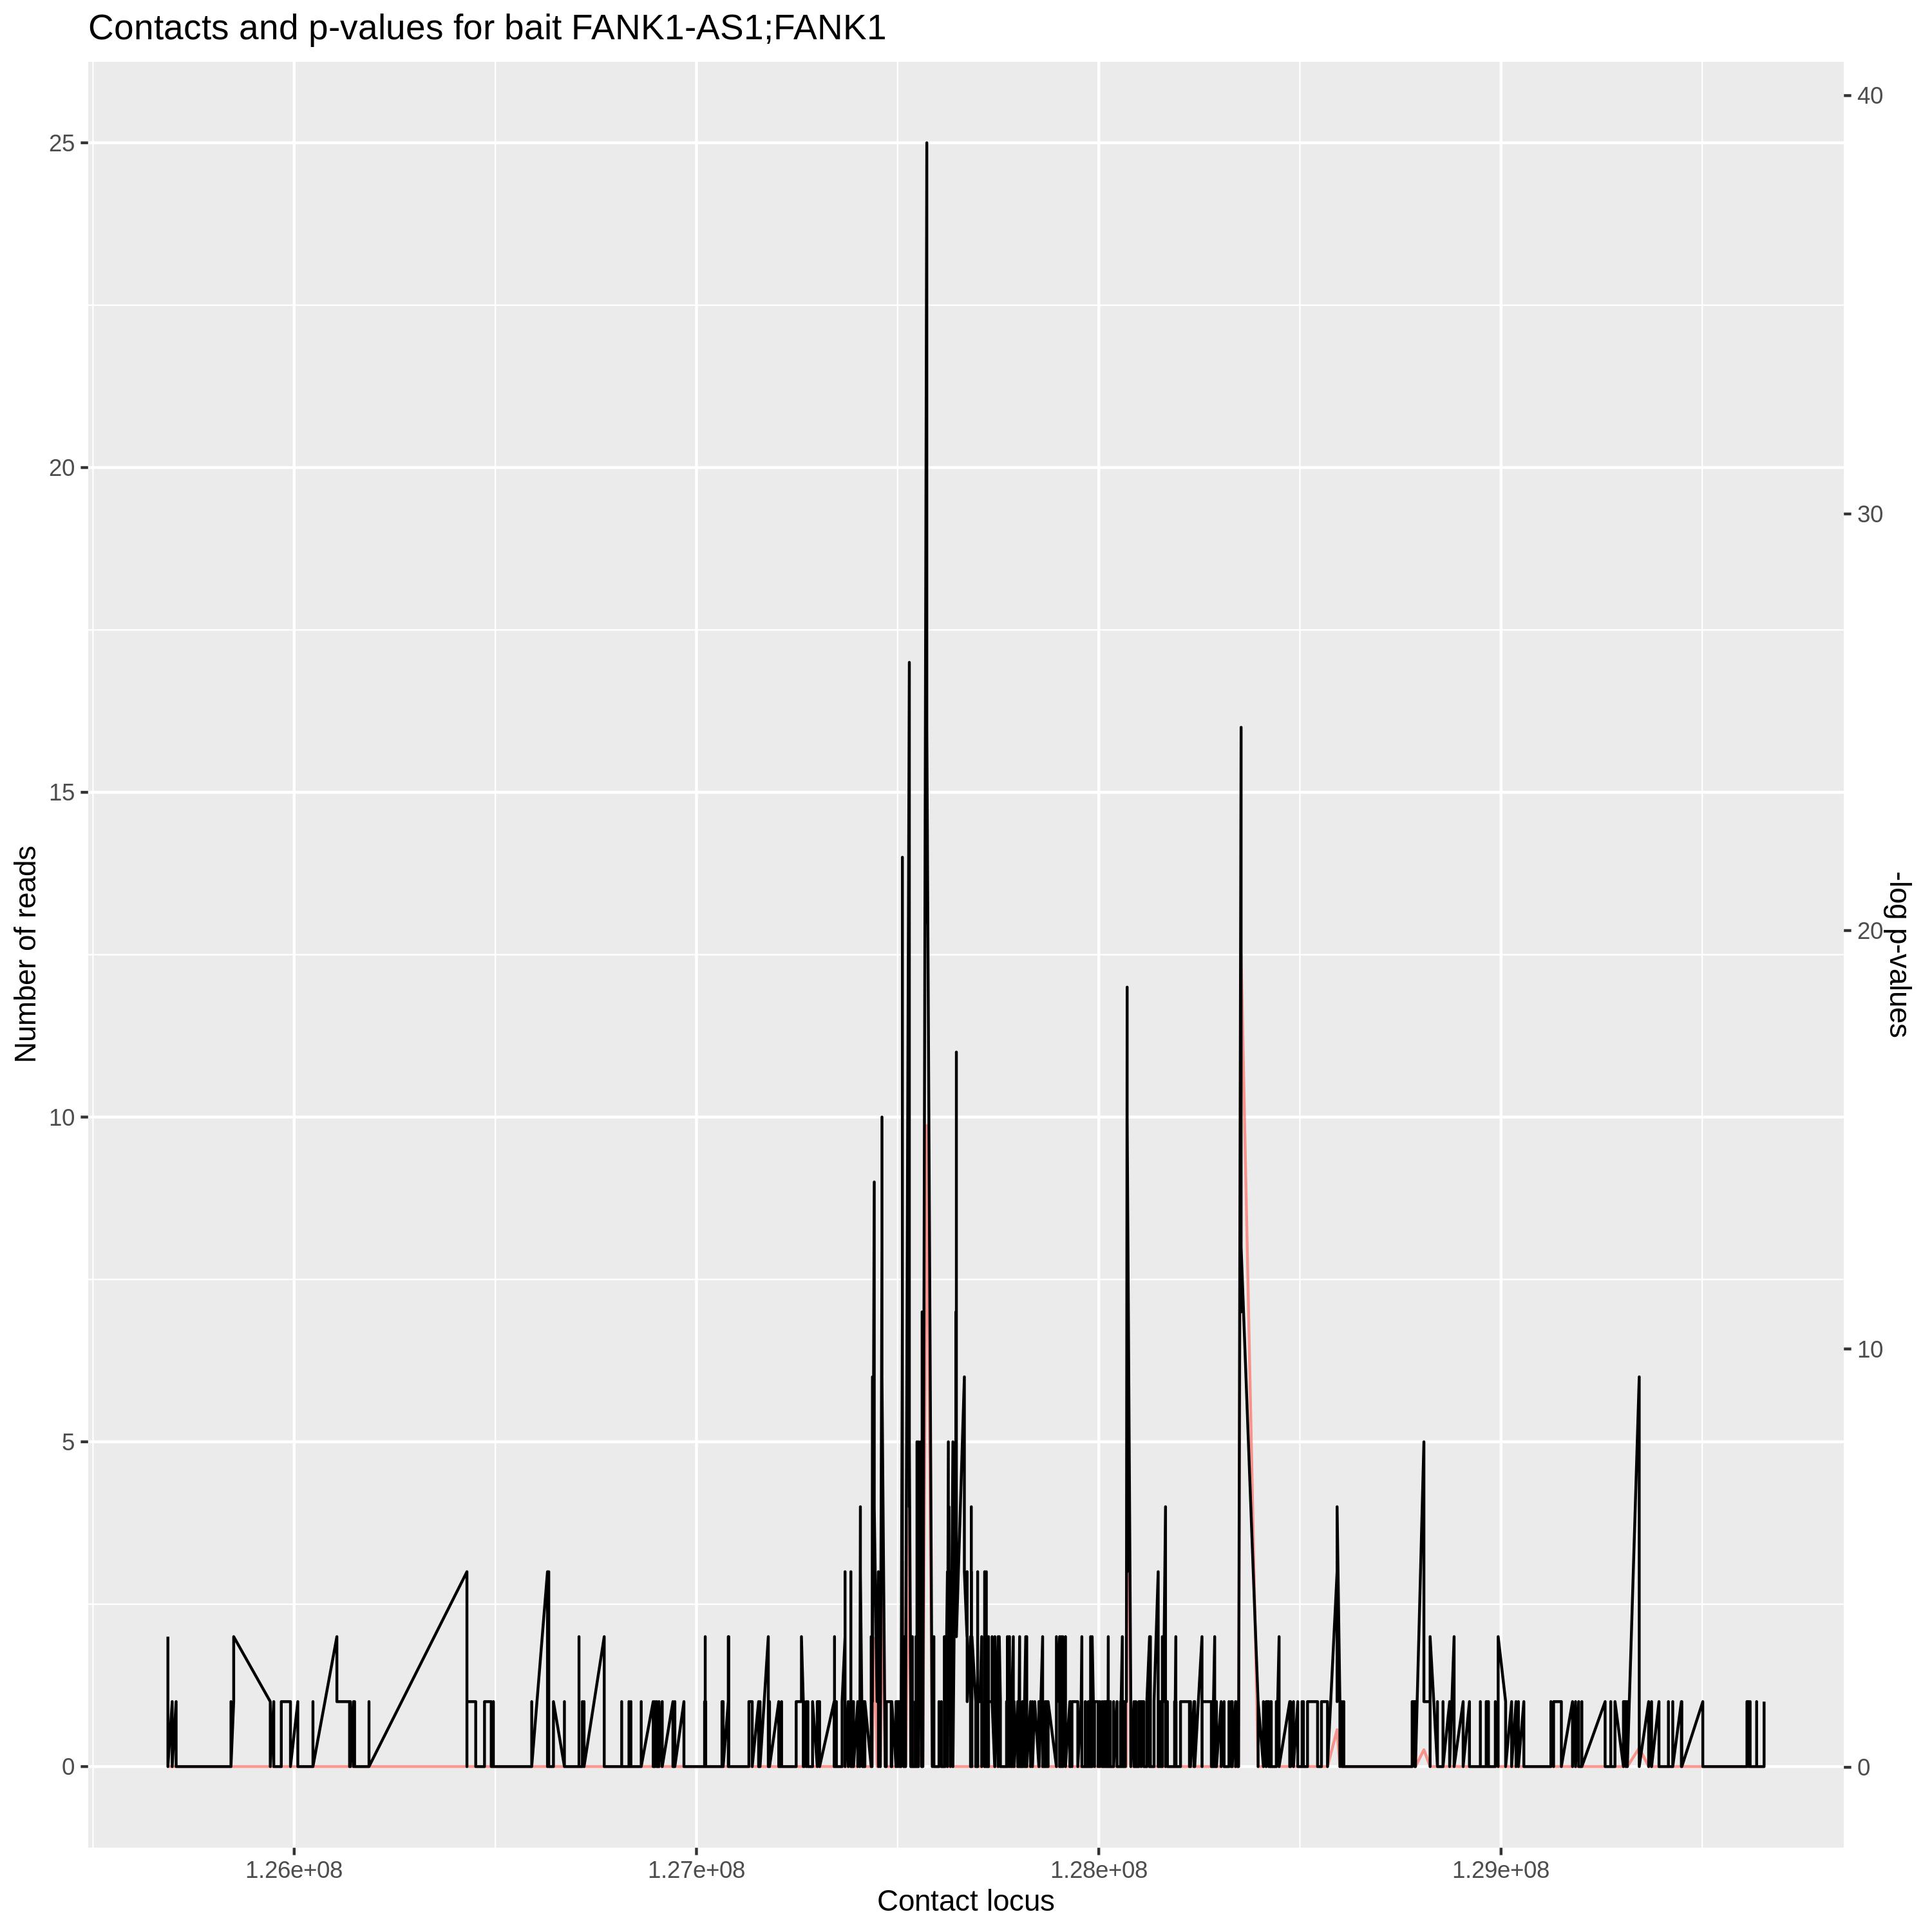 Contacts and p-values for bait FANK1-AS1;FANK1
25
20
15
10
5
0
Number of reads
40
30
20
10
0
-log p-values
1.26e+08
1.27e+08
1.28e+08
1.29e+08
Contact locus